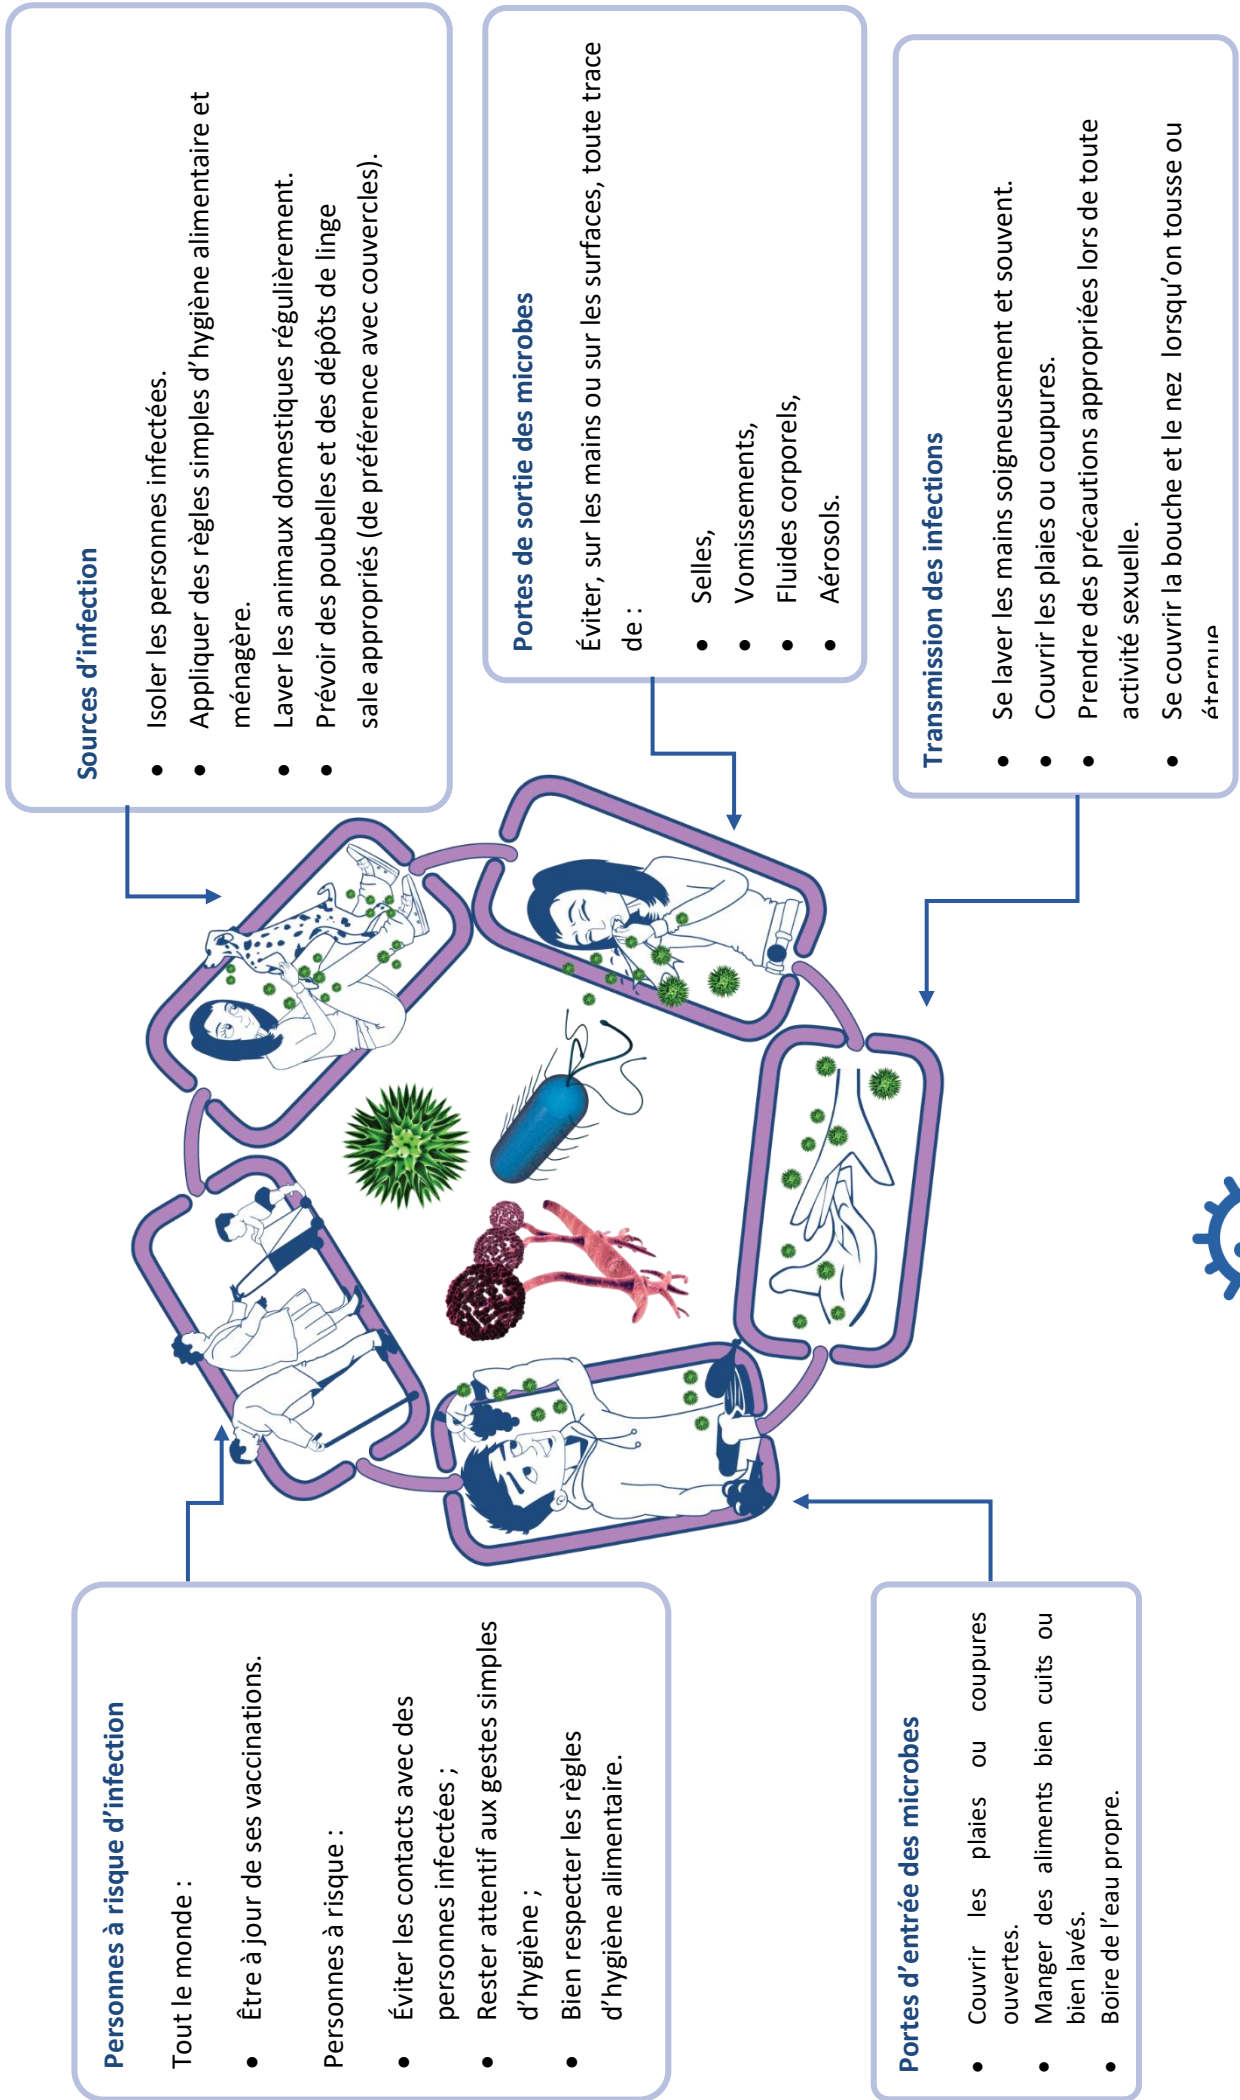 Personnes à risque d’infection
Tout le monde :
• Être à jour de ses vaccinations.
Personnes à risque :
• Éviter les contacts avec des
personnes infectées ;
• Rester attentif aux gestes simples
d’hygiène ;
• Bien respecter les règles
d’hygiène alimentaire.
Sources d’infection
• Isoler les personnes infectées.
• Appliquer des règles simples d’hygiène alimentaire et
ménagère.
• Laver les animaux domestiques régulièrement.
• Prévoir des poubelles et des dépôts de linge
sale appropriés (de préférence avec couvercles).
Portes de sortie des microbes
Éviter, sur les mains ou sur les surfaces, toute trace
de :
• Selles,
• Vomissements,
• Fluides corporels,
• Aérosols.
Transmission des infections
• Se laver les mains soigneusement et souvent.
• Couvrir les plaies ou coupures.
• Prendre des précautions appropriées lors de toute
activité sexuelle.
• Se couvrir la bouche et le nez lorsqu’on tousse ou
éternue
Portes d’entrée des microbes
• Couvrir les plaies ou coupures
ouvertes.
• Manger des aliments bien cuits ou
bien lavés.
• Boire de l’eau propre.